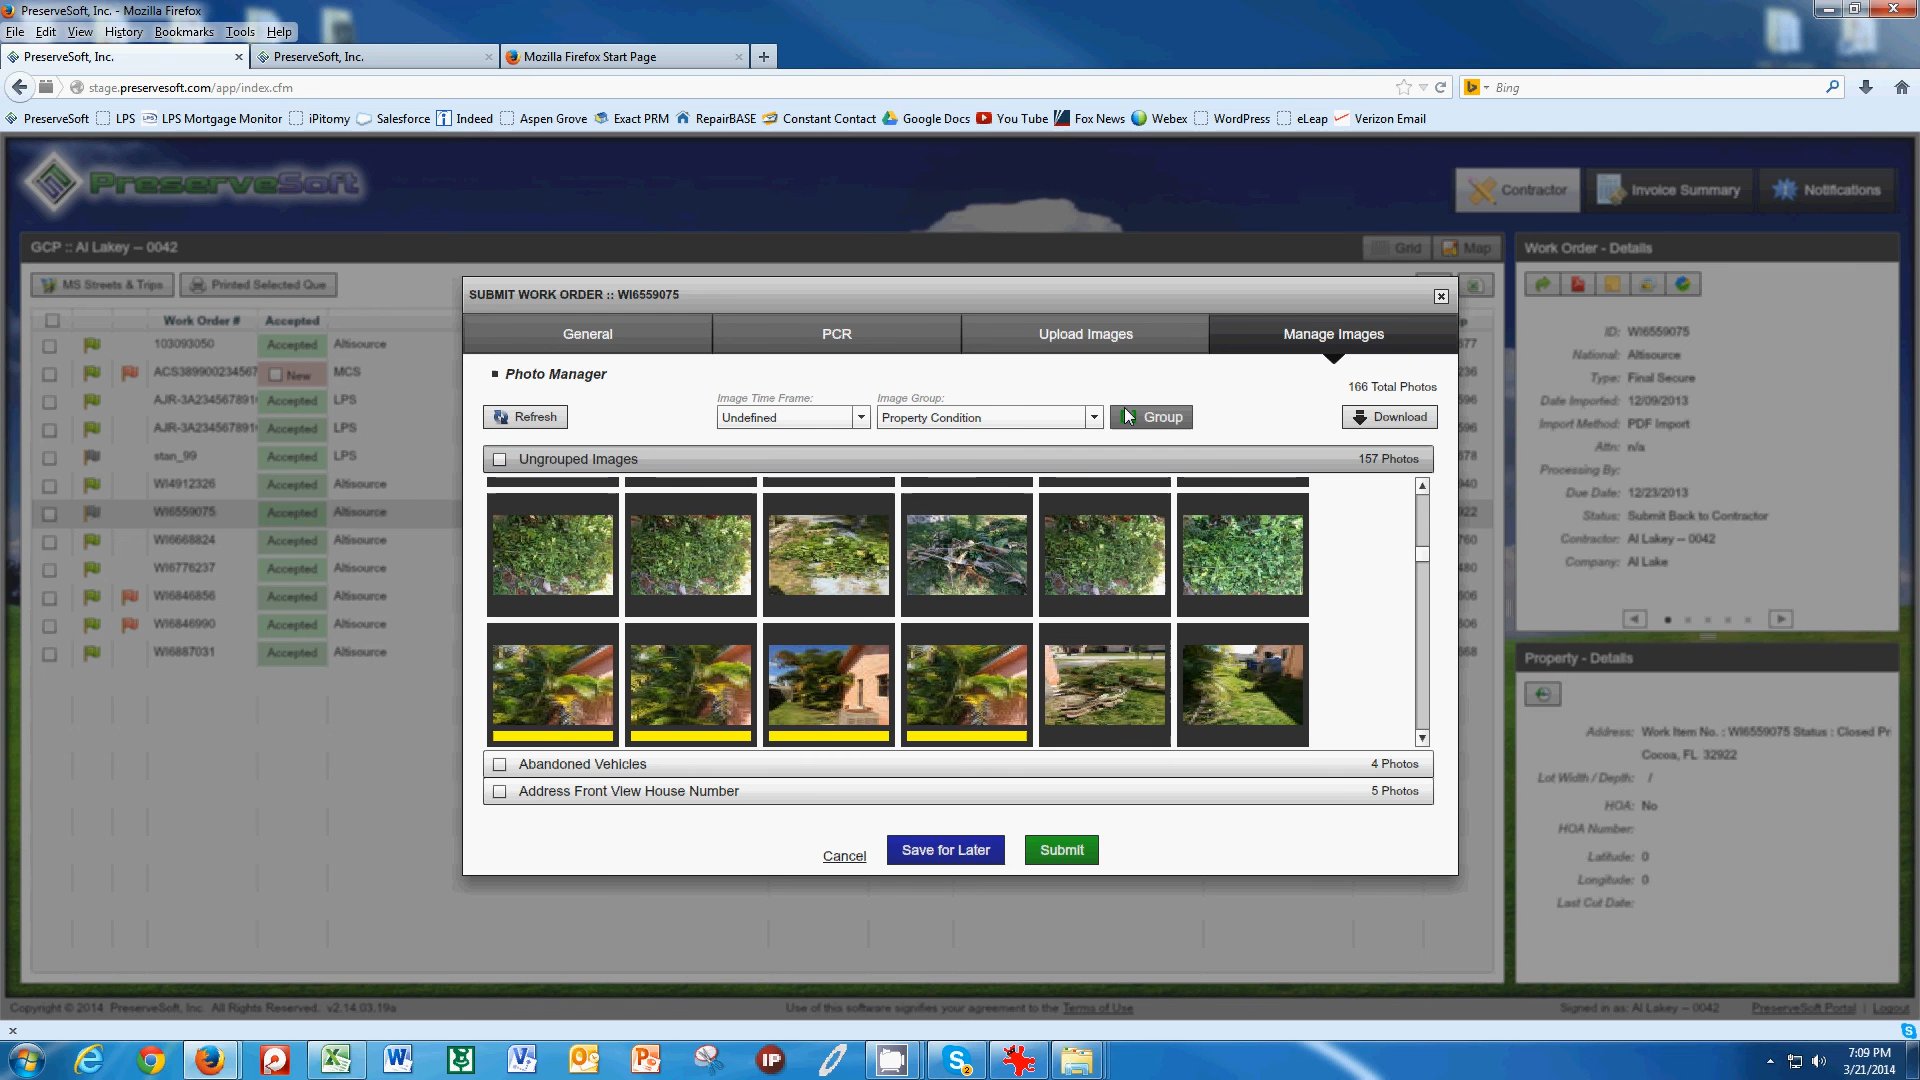 PreserveSoft, Inc. - Mozilla Firefox
File Edit View History Bookmarks Tools Help
PreserveSoft, Inc. PreserveSoft, Inc. Mozilla Firefox Start Page
stage.preservesoft.com/app/index.cfm Bing
PreserveSoft LPS LPS Mortgage Monitor iPitomy Salesforce Indeed Aspen Grove Exact PRM RepairBASE Constant Contact Google Docs You Tube Fox News Webex WordPress eLeap Verizon Email
PreserveSoft Contractor Invoice Summary Notifications
GCP :: Al Lakey -- 0042 Grid Map
MS Streets & Trips Printed Selected Que
Work Order # Accepted
103093050 Accepted Altisource
ACS389900234567 New MCS
AJR-3A234567891 Accepted LPS
AJR-3A234567891 Accepted LPS
stan_99 Accepted LPS
WI4912326 Accepted Altisource
WI6559075 Accepted Altisource
WI6668824 Accepted Altisource
WI6776237 Accepted Altisource
WI6846856 Accepted Altisource
WI6846990 Accepted Altisource
WI6887031 Accepted Altisource
SUBMIT WORK ORDER :: WI6559075
General PCR Upload Images Manage Images
Photo Manager
166 Total Photos
Image Time Frame: Image Group:
Refresh Undefined Property Condition Group Download
Ungrouped Images 157 Photos
Abandoned Vehicles 4 Photos
Address Front View House Number 5 Photos
Cancel Save for Later Submit
Work Order - Details
ID: WI6559075
National: Altisource
Type: Final Secure
Date Imported: 12/09/2013
Import Method: PDF Import
Attn: n/a
Processing By:
Due Date: 12/23/2013
Status: Submit Back to Contractor
Contractor: Al Lakey -- 0042
Company: Al Lake
Property - Details
Address: Work Item No. : WI6559075 Status : Closed Pr
Cocoa, FL 32922
Lot Width / Depth: /
HOA: No
HOA Number:
Latitude: 0
Longitude: 0
Last Cut Date:
Copyright © 2014 PreserveSoft, Inc. All Rights Reserved. v2.14.03.19a Use of this software signifies your agreement to the Terms of Use Signed in as: Al Lakey -- 0042 PreserveSoft Portal | Logout
7:09 PM
3/21/2014